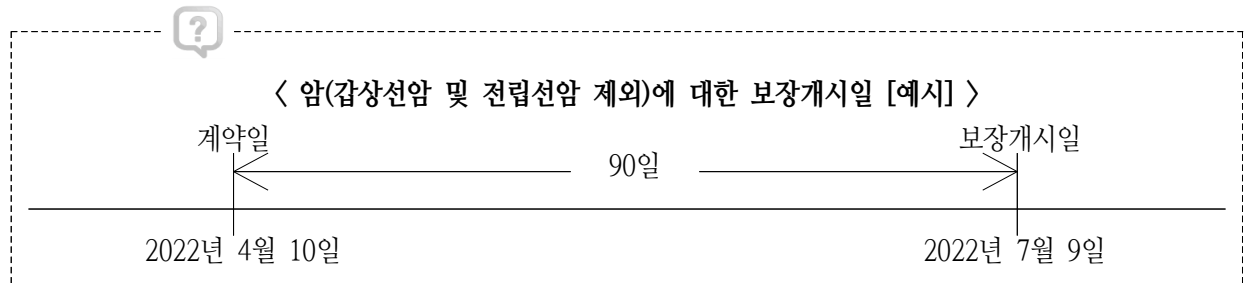 ?
< 암(갑상선암 및 전립선암 제외)에 대한 보장개시일 [예시] >
계약일 보장개시일
90일
2022년 4월 10일 2022년 7월 9일